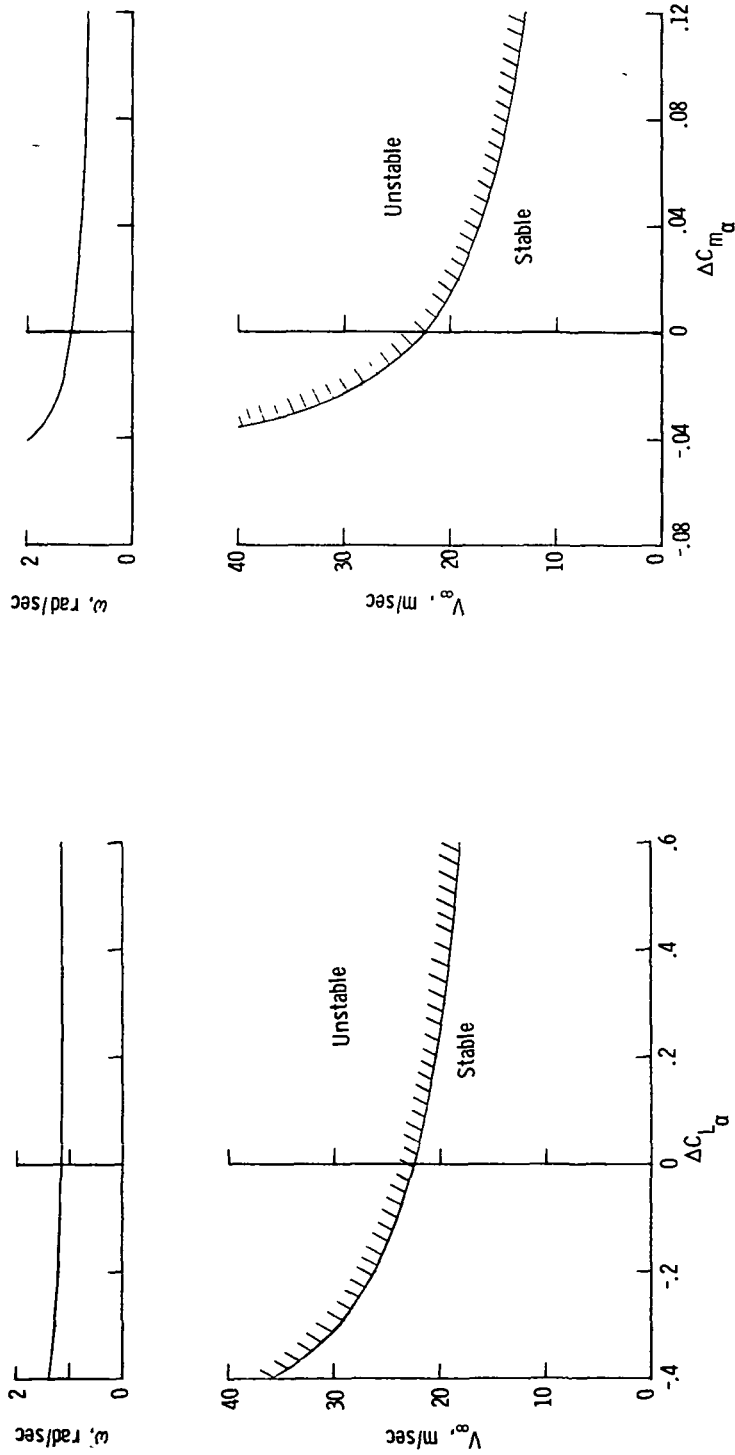 2
ω, rad/sec
0
40
30
V∞, m/sec
20
10
0
Unstable
Stable
-.4
-.2
0
.2
.4
.6
ΔC_Lα
2
ω, rad/sec
0
40
30
V∞, m/sec
20
10
0
Unstable
Stable
-.08
-.04
0
.04
.08
.12
ΔC_mα